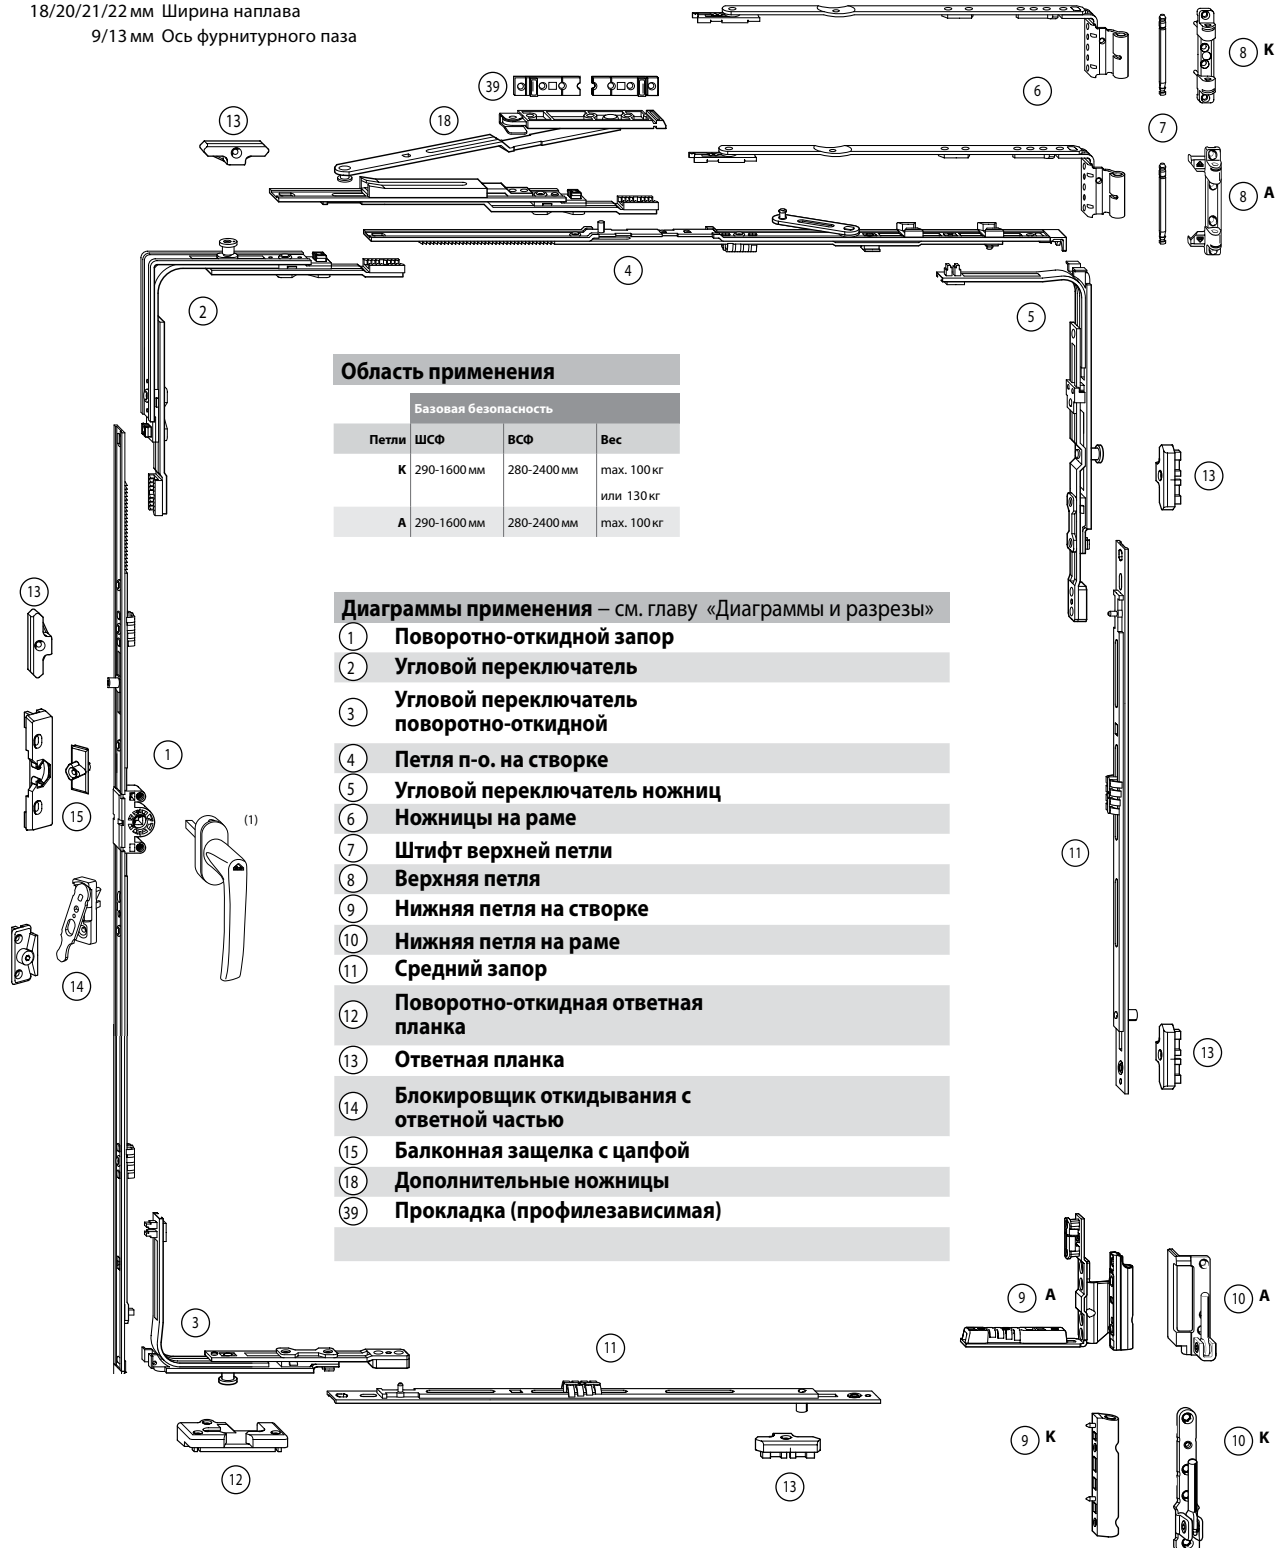 18/20/21/22 мм Ширина наплава
9/13 мм Ось фурнитурного паза
8 K
39
6
18
13
7
8 A
4
2
5
Область применения
Базовая безопасность
Петли ШСФ ВСФ Вес
K 290-1600 мм 280-2400 мм max. 100 кг
или 130 кг
A 290-1600 мм 280-2400 мм max. 100 кг
13
13
Диаграммы применения – см. главу «Диаграммы и разрезы»
1 Поворотно-откидной запор
2 Угловой переключатель
3 Угловой переключатель
поворотно-откидной
4 Петля п-о. на створке
5 Угловой переключатель ножниц
6 Ножницы на раме
7 Штифт верхней петли
8 Верхняя петля
9 Нижняя петля на створке
10 Нижняя петля на раме
11 Средний запор
12 Поворотно-откидная ответная
планка
13 Ответная планка
14 Блокировщик откидывания с
ответной частью
15 Балконная защелка с цапфой
18 Дополнительные ножницы
39 Прокладка (профилезависимая)
1
15
(1)
11
14
13
9 A
10 A
3
11
9 K
10 K
12
13